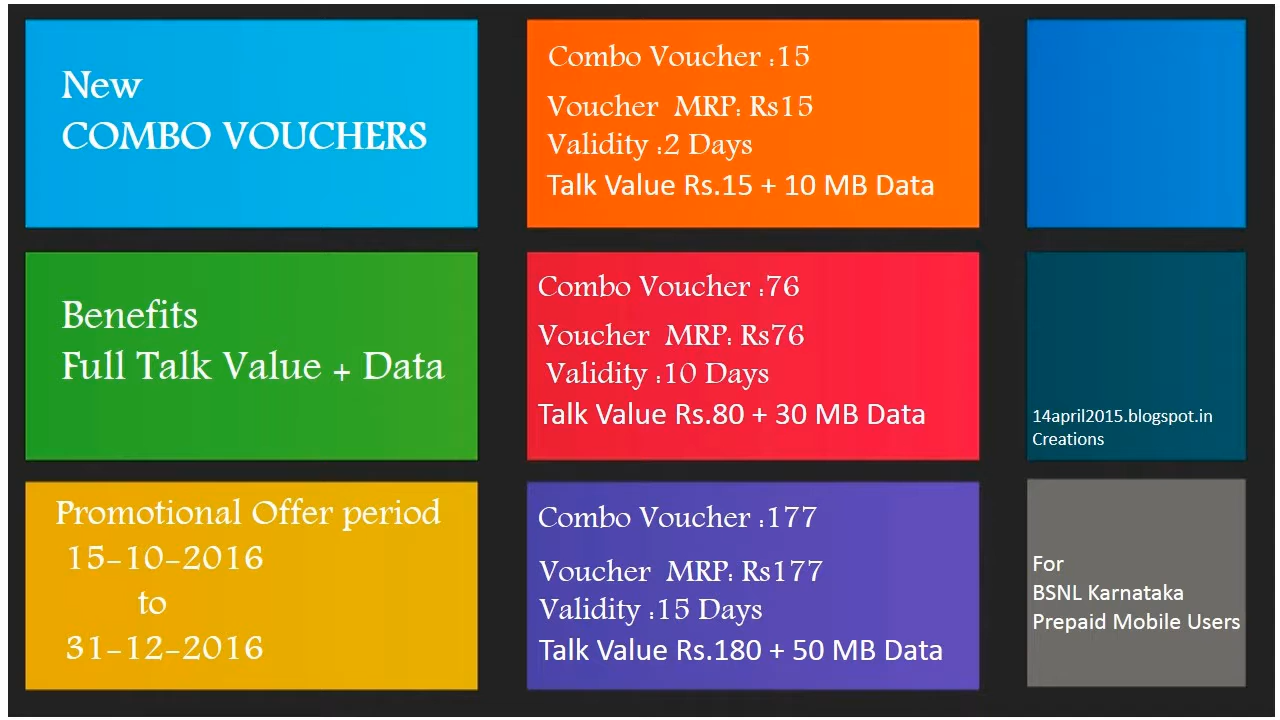 New
COMBO VOUCHERS
Combo Voucher :15
Voucher MRP: Rs15
Validity :2 Days
Talk Value Rs.15 + 10 MB Data
Benefits
Full Talk Value + Data
Combo Voucher :76
Voucher MRP: Rs76
Validity :10 Days
Talk Value Rs.80 + 30 MB Data
14april2015.blogspot.in
Creations
Promotional Offer period
15-10-2016
to
31-12-2016
Combo Voucher :177
Voucher MRP: Rs177
Validity :15 Days
Talk Value Rs.180 + 50 MB Data
For
BSNL Karnataka
Prepaid Mobile Users